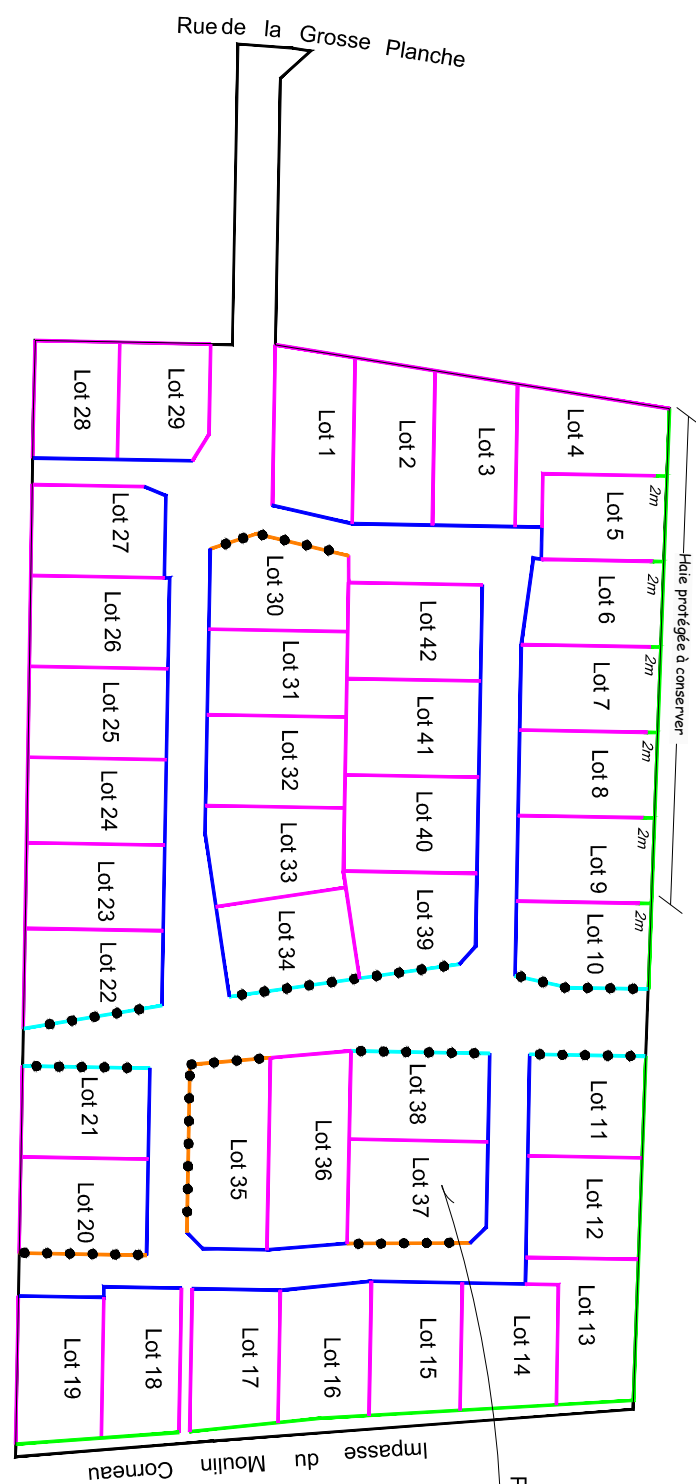 Rue de la Grosse Planche
Lot 28
Lot 29
Lot 1
Lot 2
Lot 3
Lot 4
2m
Lot 5
Haie protégée à conserver
Lot 27
Lot 30
2m
Lot 6
Lot 26
Lot 42
Lot 31
2m
Lot 7
Lot 25
Lot 41
Lot 32
2m
Lot 8
Lot 24
Lot 40
Lot 33
2m
Lot 9
Lot 23
Lot 39
Lot 34
2m
Lot 10
Lot 22
Lot 21
Lot 38
Lot 11
Lot 35
Lot 36
Lot 37
Lot 20
Lot 12
Lot 13
Lot 19
Lot 18
Lot 17
Lot 16
Lot 15
Lot 14
Impasse du Moulin Corneau